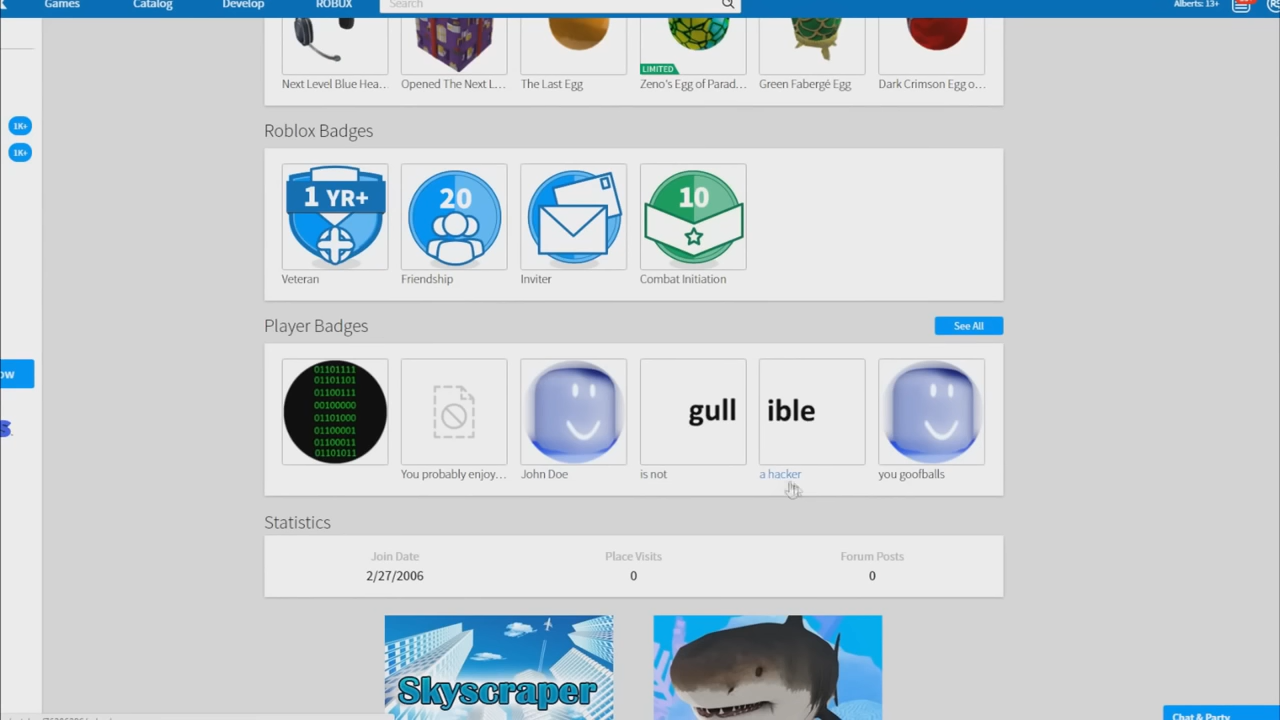 Games Catalog Develop ROBUX Search Alberts: 13+
Next Level Blue Hea... Opened The Next L... The Last Egg Zeno's Egg of Parad... Green Fabergé Egg Dark Crimson Egg o...
LIMITED
1K+
1K+
Roblox Badges
1 YR+ 20 10
Veteran Friendship Inviter Combat Initiation
Player Badges See All
01101111
01101101
01100111
00100000
01101000
01100001
01100011
01101011
gull ible
You probably enjoy... John Doe is not a hacker you goofballs
Statistics
Join Date Place Visits Forum Posts
2/27/2006 0 0
Skyscraper
Chat & Party